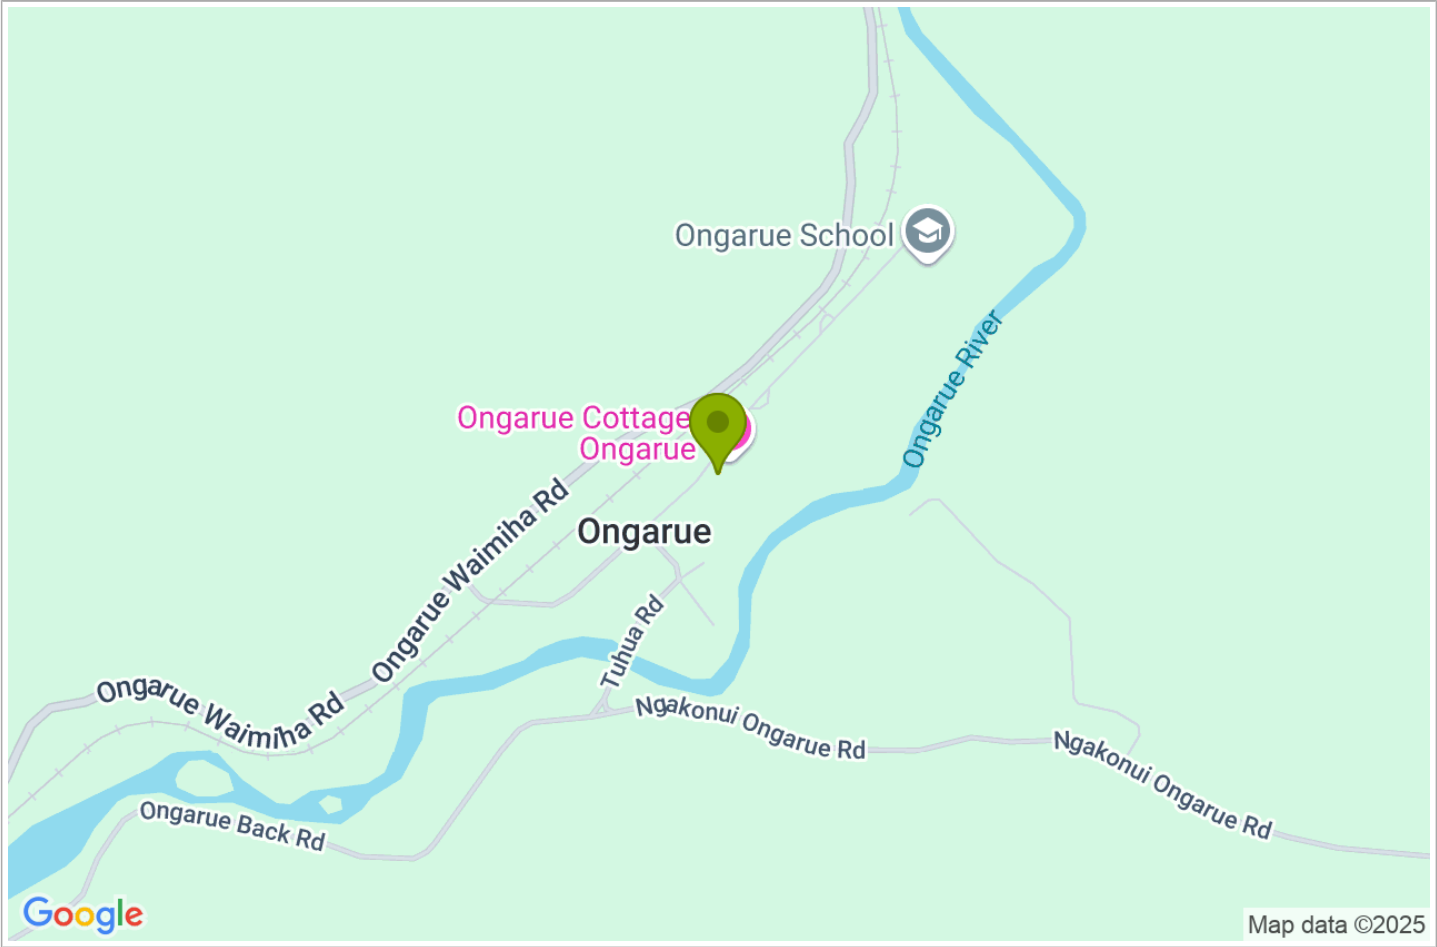 Ongarue School
Ongarue River
Ongarue Cottage
Ongarue
Ongarue Waimiha Rd
Ongarue
Tuhua Rd
Ongarue Waimiha Rd
Ngakonui Ongarue Rd
Ngakonui Ongarue Rd
Ongarue Back Rd
Google
Map data ©2025